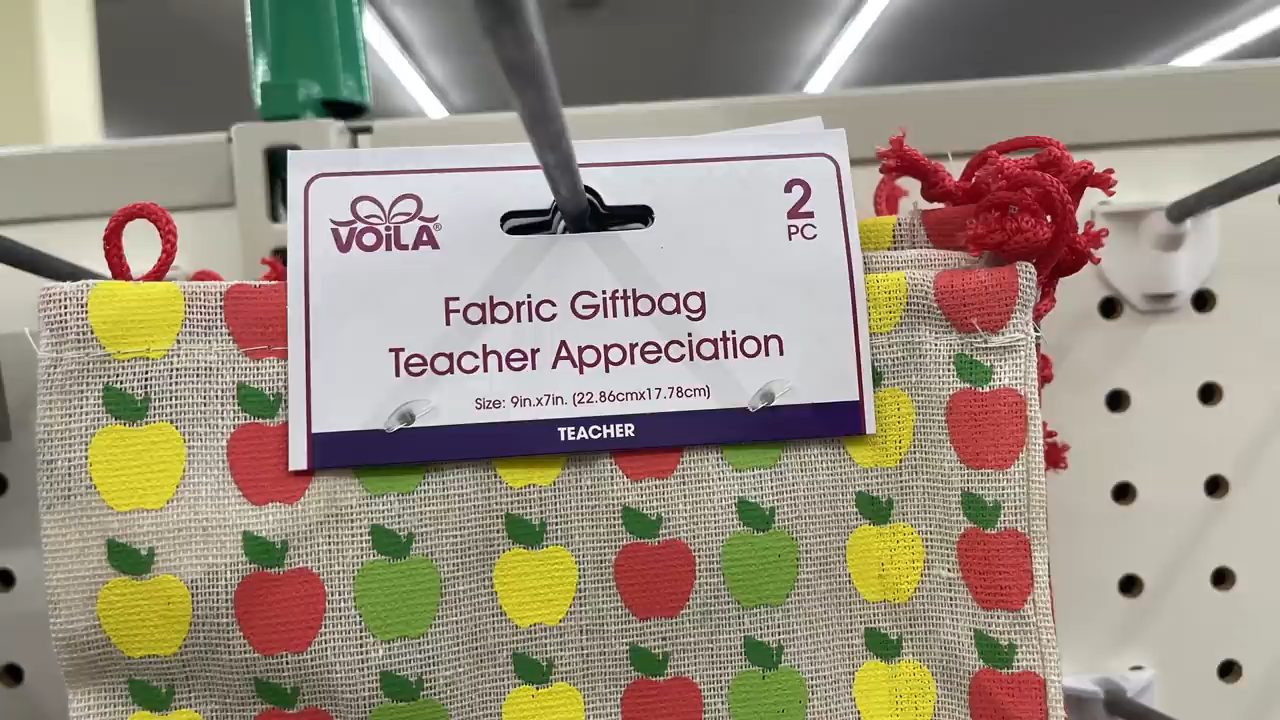 VOiLA®
2
PC
Fabric Giftbag
Teacher Appreciation
Size: 9in.x7in. (22.86cmx17.78cm)
TEACHER